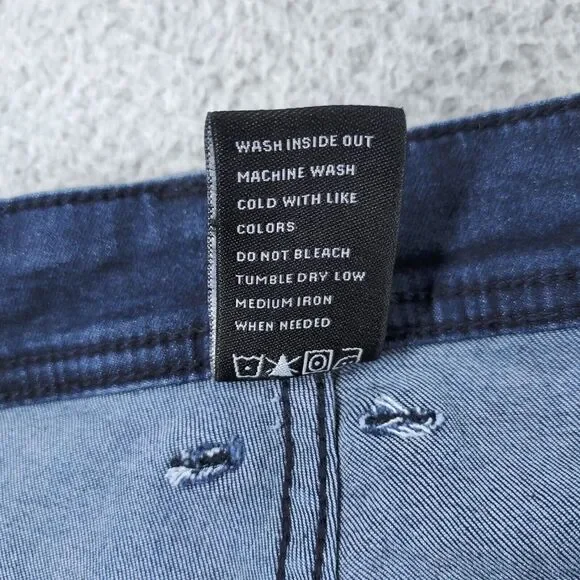 WASH INSIDE OUT
MACHINE WASH
COLD WITH LIKE
COLORS
DO NOT BLEACH
TUMBLE DRY LOW
MEDIUM IRON
WHEN NEEDED